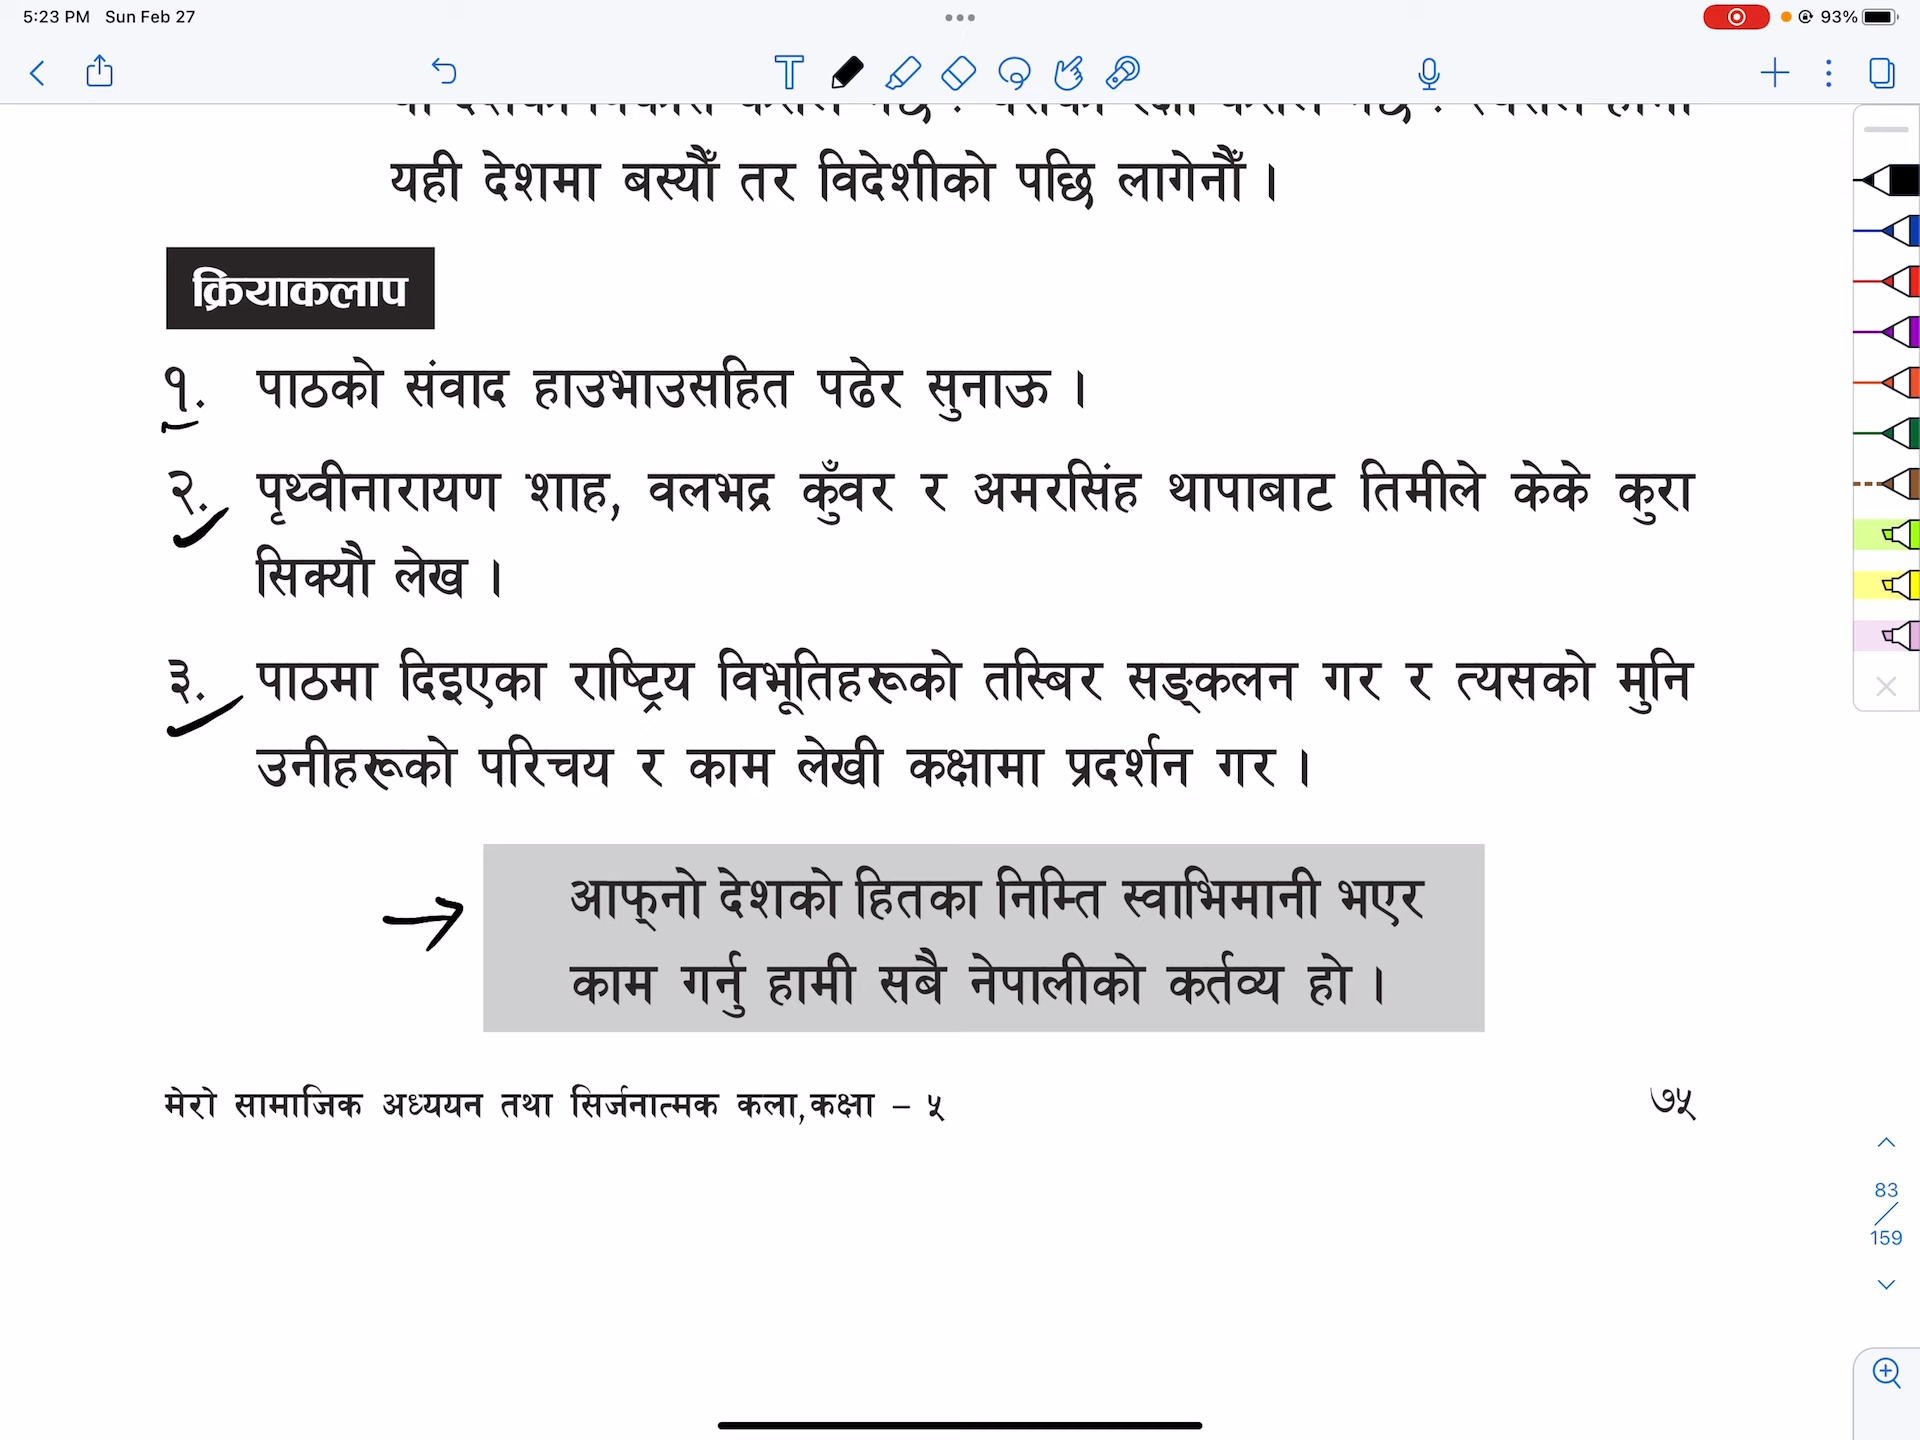 5:23 PM Sun Feb 27
93%
यही देशमा बस्यौँ तर विदेशीको पछि लागेनौँ ।
क्रियाकलाप
१. पाठको संवाद हाउभाउसहित पढेर सुनाऊ ।
२. पृथ्वीनारायण शाह, वलभद्र कुँवर र अमरसिंह थापाबाट तिमीले केके कुरा
सिक्यौ लेख ।
३. पाठमा दिइएका राष्ट्रिय विभूतिहरूको तस्बिर सङ्कलन गर र त्यसको मुनि
उनीहरूको परिचय र काम लेखी कक्षामा प्रदर्शन गर ।
आफ्‌नो देशको हितका निम्ति स्वाभिमानी भएर
काम गर्नु हामी सबै नेपालीको कर्तव्य हो ।
मेरो सामाजिक अध्ययन तथा सिर्जनात्मक कला,कक्षा – ५ ७५
83
159